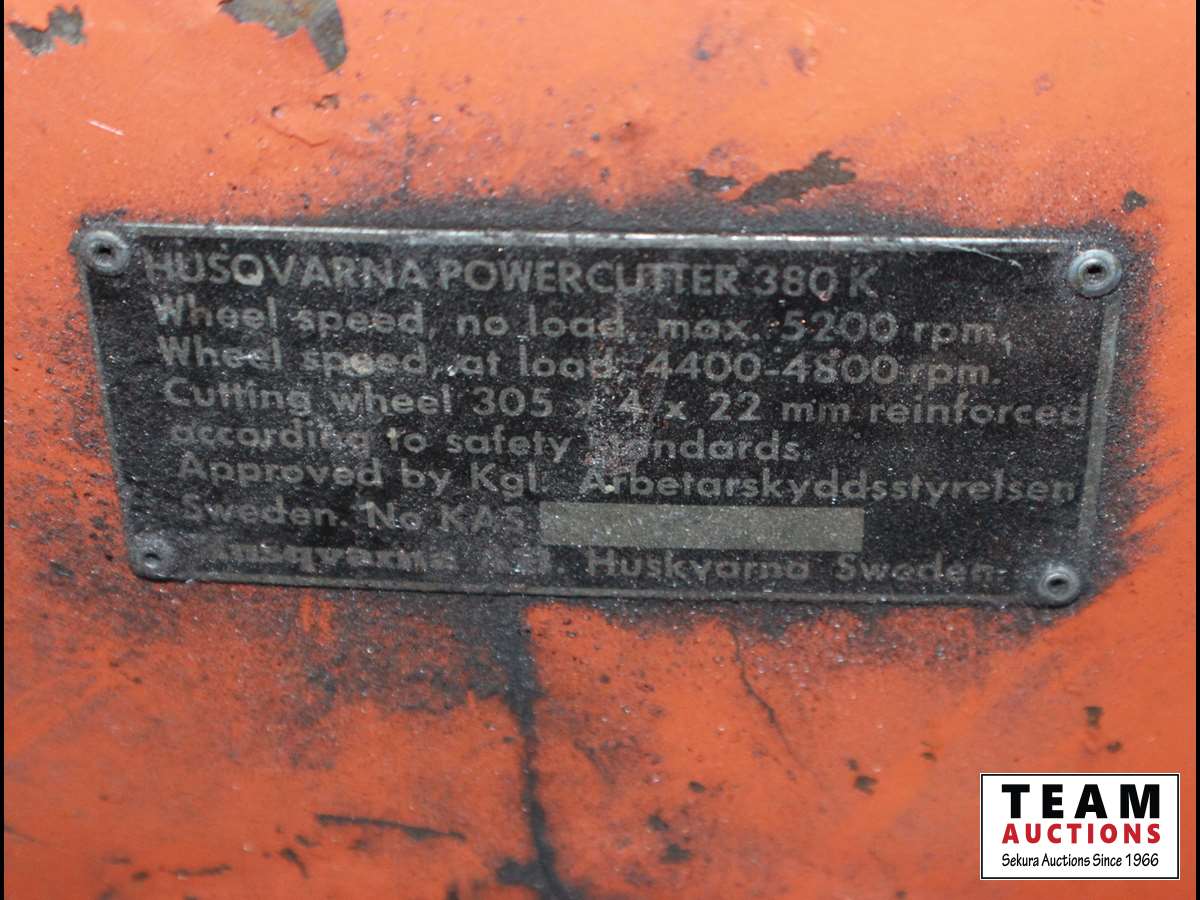 HUSQVARNA POWERCUTTER 380 K
Wheel speed, no load, max. 5200 rpm,
Wheel speed, at load, 4400-4800 rpm.
Cutting wheel 305 x 4 x 22 mm reinforced
according to safety standards.
Approved by Kgl. Arbetarskyddsstyrelsen
Sweden. No KAS
Husqvarna Huskvarna Sweden.
TEAM
AUCTIONS
Sekura Auctions Since 1966